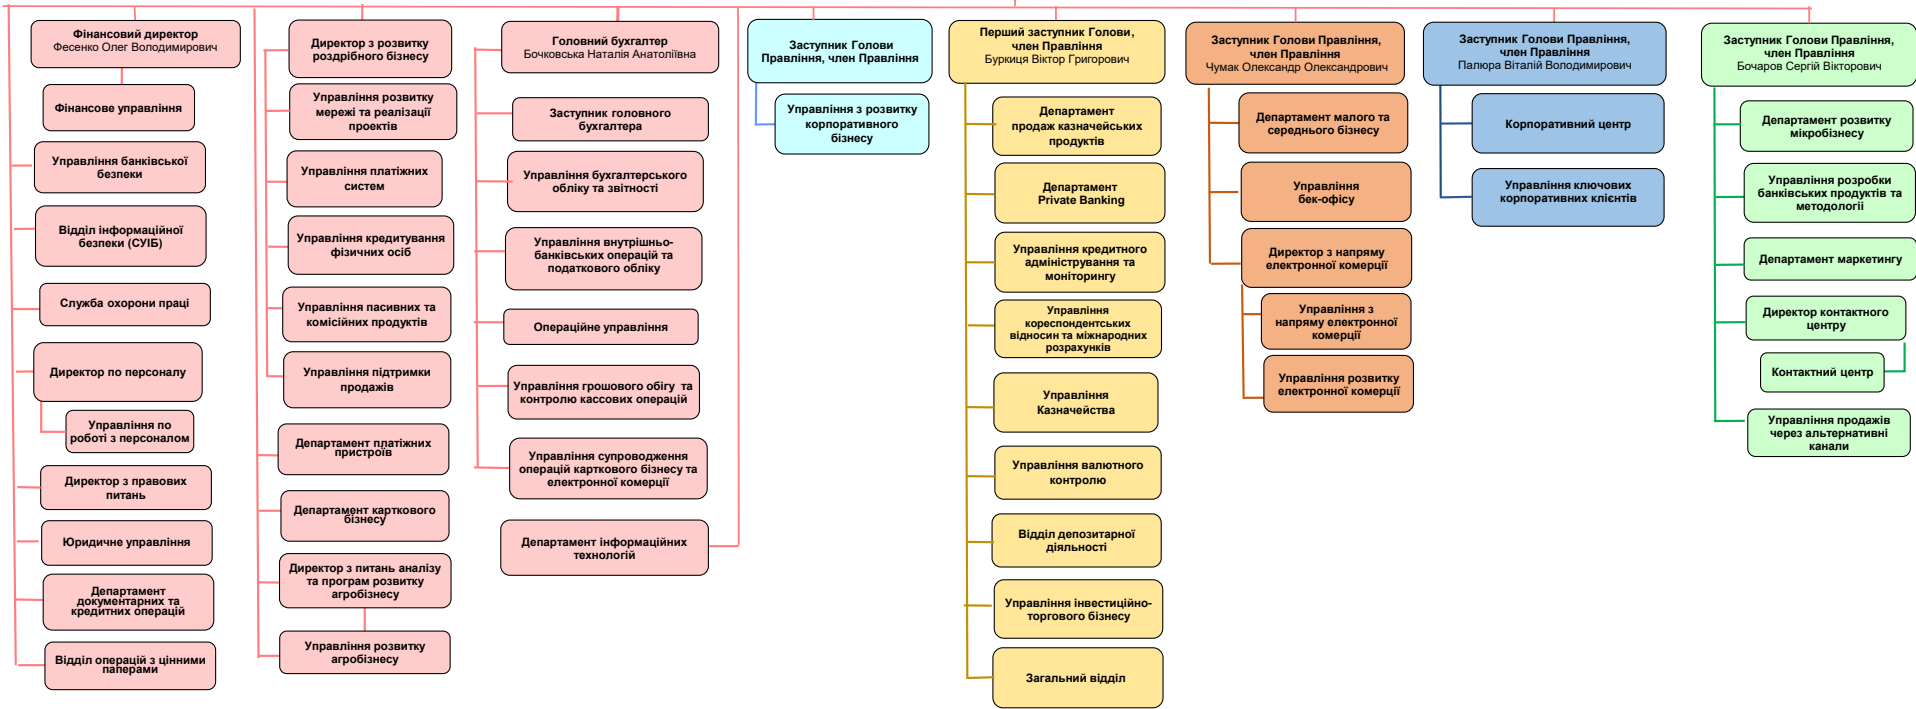 Фінансовий директор
Фесенко Олег Володимирович
Фінансове управління
Управління банківської
безпеки
Відділ інформаційної
безпеки (СУІБ)
Служба охорони праці
Директор по персоналу
Управління по
роботі з персоналом
Директор з правових
питань
Юридичне управління
Департамент
документарних та
кредитних операцій
Відділ операцій з цінними
паперами
Директор з розвитку
роздрібного бізнесу
Управління розвитку
мережі та реалізації
проектів
Управління платіжних
систем
Управління кредитування
фізичних осіб
Управління пасивних та
комісійних продуктів
Управління підтримки
продажів
Департамент платіжних
пристроїв
Департамент карткового
бізнесу
Директор з питань аналізу
та програм розвитку
агробізнесу
Управління розвитку
агробізнесу
Головний бухгалтер
Бочковська Наталія Анатоліївна
Заступник головного
бухгалтера
Управління бухгалтерського
обліку та звітності
Управління внутрішньо-
банківських операцій та
податкового обліку
Операційне управління
Управління грошового обігу та
контролю кассових операцій
Управління супроводження
операцій карткового бізнесу та
електронної комерції
Департамент інформаційних
технологій
Заступник Голови
Правління, член Правління
Управління з розвитку
корпоративного
бізнесу
Перший заступник Голови,
член Правління
Буркиця Віктор Григорович
Департамент
продаж казначейських
продуктів
Департамент
Private Banking
Управління кредитного
адміністрування та
моніторингу
Управління
кореспондентських
відносин та міжнародних
розрахунків
Управління
Казначейства
Управління валютного
контролю
Відділ депозитарної
діяльності
Управління інвестиційно-
торгового бізнесу
Загальний відділ
Заступник Голови Правління,
член Правління
Чумак Олександр Олександрович
Департамент малого та
середнього бізнесу
Управління
бек-офісу
Директор з напряму
електронної комерції
Управління з
напряму електронної
комерції
Управління розвитку
електронної комерції
Заступник Голови Правління,
член Правління
Палюра Віталій Володимирович
Корпоративний центр
Управління ключових
корпоративних клієнтів
Заступник Голови Правління,
член Правління
Бочаров Сергій Вікторович
Департамент розвитку
мікробізнесу
Управління розробки
банківських продуктів та
методології
Департамент маркетингу
Директор контактного
центру
Контактний центр
Управління продажів
через альтернативні
канали